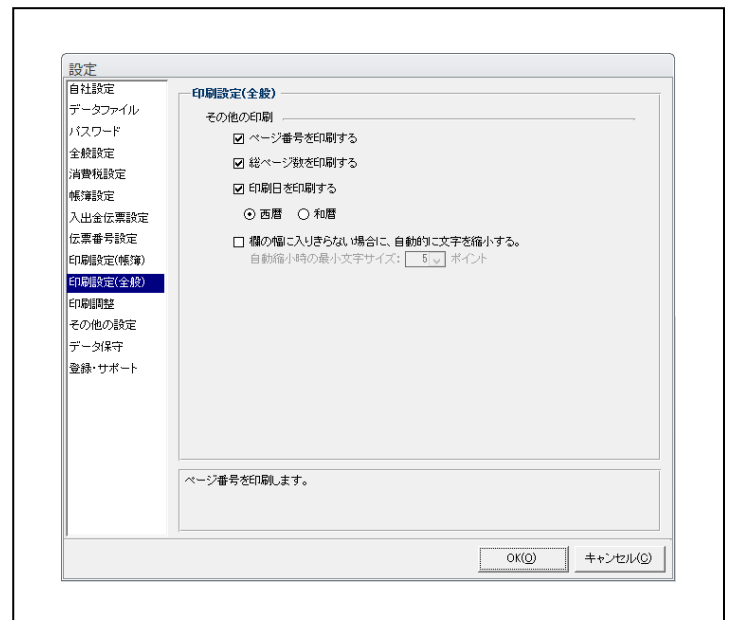 設定
自社設定
データファイル
パスワード
全般設定
消費税設定
帳簿設定
入出金伝票設定
伝票番号設定
印刷設定(帳簿)
印刷設定(全般)
印刷調整
その他の設定
データ保守
登録・サポート
印刷設定(全般)
その他の印刷
ページ番号を印刷する
総ページ数を印刷する
印刷日を印刷する
西暦 和暦
欄の幅に入りきらない場合に、自動的に文字を縮小する。
自動縮小時の最小文字サイズ: 5 ポイント
ページ番号を印刷します。
OK(O) キャンセル(C)